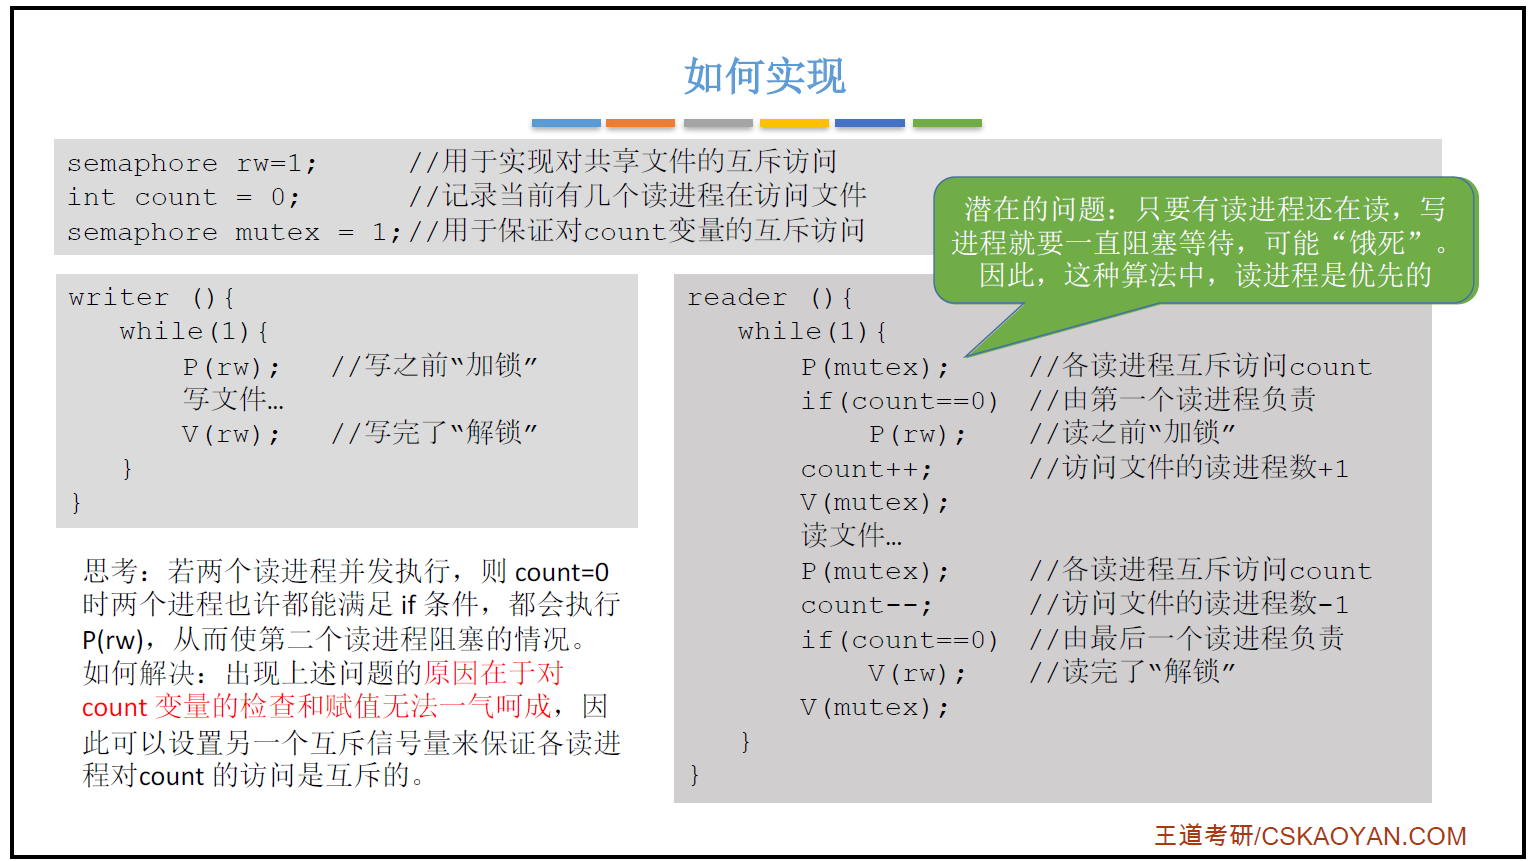 如何实现
semaphore rw=1; //用于实现对共享文件的互斥访问
int count = 0; //记录当前有几个读进程在访问文件
semaphore mutex = 1;//用于保证对count变量的互斥访问
潜在的问题：只要有读进程还在读，写
进程就要一直阻塞等待，可能“饿死”。
因此，这种算法中，读进程是优先的
writer (){
while(1){
P(rw); //写之前“加锁”
写文件…
V(rw); //写完了“解锁”
}
}
思考：若两个读进程并发执行，则 count=0
时两个进程也许都能满足 if 条件，都会执行
P(rw)，从而使第二个读进程阻塞的情况。
如何解决：出现上述问题的原因在于对
count 变量的检查和赋值无法一气呵成，因
此可以设置另一个互斥信号量来保证各读进
程对count 的访问是互斥的。
reader (){
while(1){
P(mutex); //各读进程互斥访问count
if(count==0) //由第一个读进程负责
P(rw); //读之前“加锁”
count++; //访问文件的读进程数+1
V(mutex);
读文件…
P(mutex); //各读进程互斥访问count
count--; //访问文件的读进程数-1
if(count==0) //由最后一个读进程负责
V(rw); //读完了“解锁”
V(mutex);
}
}
王道考研/CSKAOYAN.COM